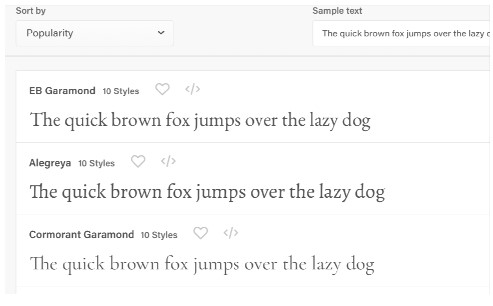 Sort by
Sample text
Popularity
The quick brown fox jumps over the lazy d
EB Garamond 10 Styles </>
The quick brown fox jumps over the lazy dog
Alegreya 10 Styles </>
The quick brown fox jumps over the lazy dog
Cormorant Garamond 10 Styles </>
The quick brown fox jumps over the lazy dog